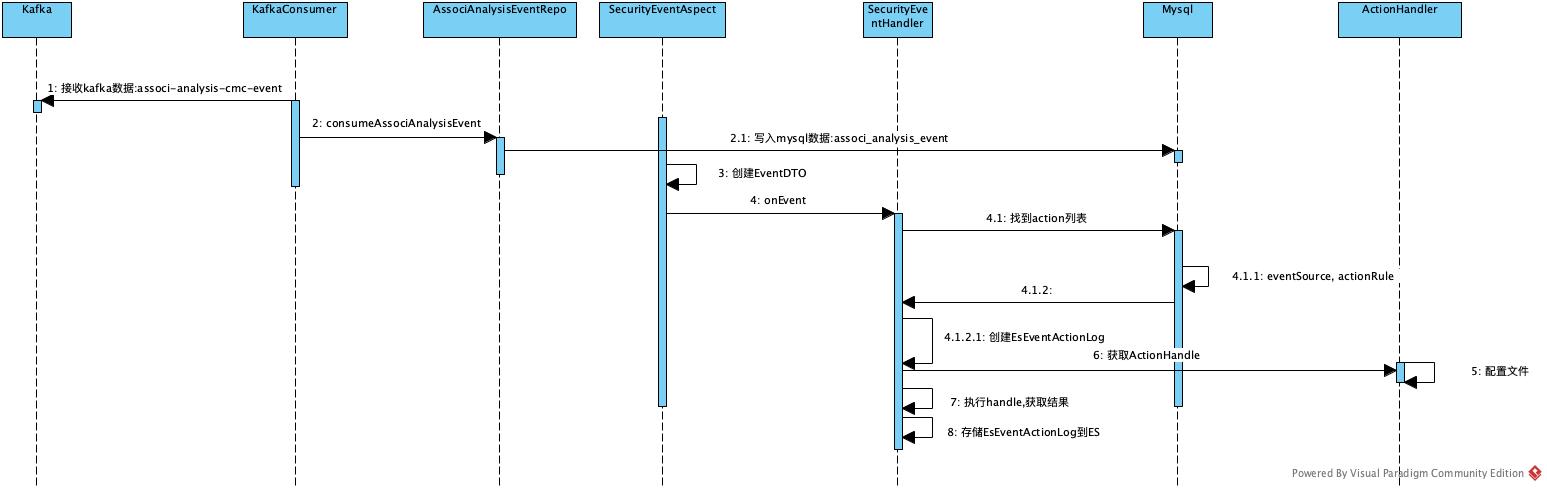 Kafka
KafkaConsumer
AssociAnalysisEventRepo
SecurityEventAspect
SecurityEve
ntHandler
Mysql
ActionHandler
1: 接收kafka数据:associ-analysis-cmc-event
2: consumeAssociAnalysisEvent
2.1: 写入mysql数据:associ_analysis_event
3: 创建EventDTO
4: onEvent
4.1: 找到action列表
4.1.1: eventSource, actionRule
4.1.2:
4.1.2.1: 创建EsEventActionLog
6: 获取ActionHandle
5: 配置文件
7: 执行handle,获取结果
8: 存储EsEventActionLog到ES
Powered By Visual Paradigm Community Edition